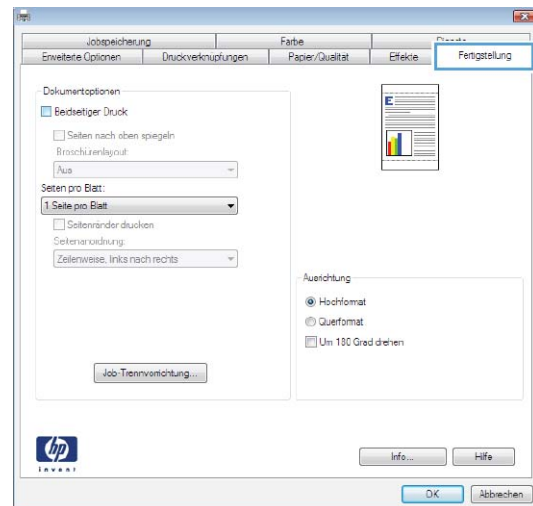 Jobspeicherung Farbe Dienste
Erweiterte Optionen Druckverknüpfungen Papier/Qualität Effekte Fertigstellung
Dokumentoptionen
Beidseitiger Druck
Seiten nach oben spiegeln
Broschürenlayout:
Aus
Seiten pro Blatt:
1 Seite pro Blatt
Seitenränder drucken
Seitenanordnung:
Zeilenweise, links nach rechts
Job-Trennvorrichtung...
E
Ausrichtung
Hochformat
Querformat
Um 180 Grad drehen
hp
invent
Info... Hilfe
OK Abbrechen